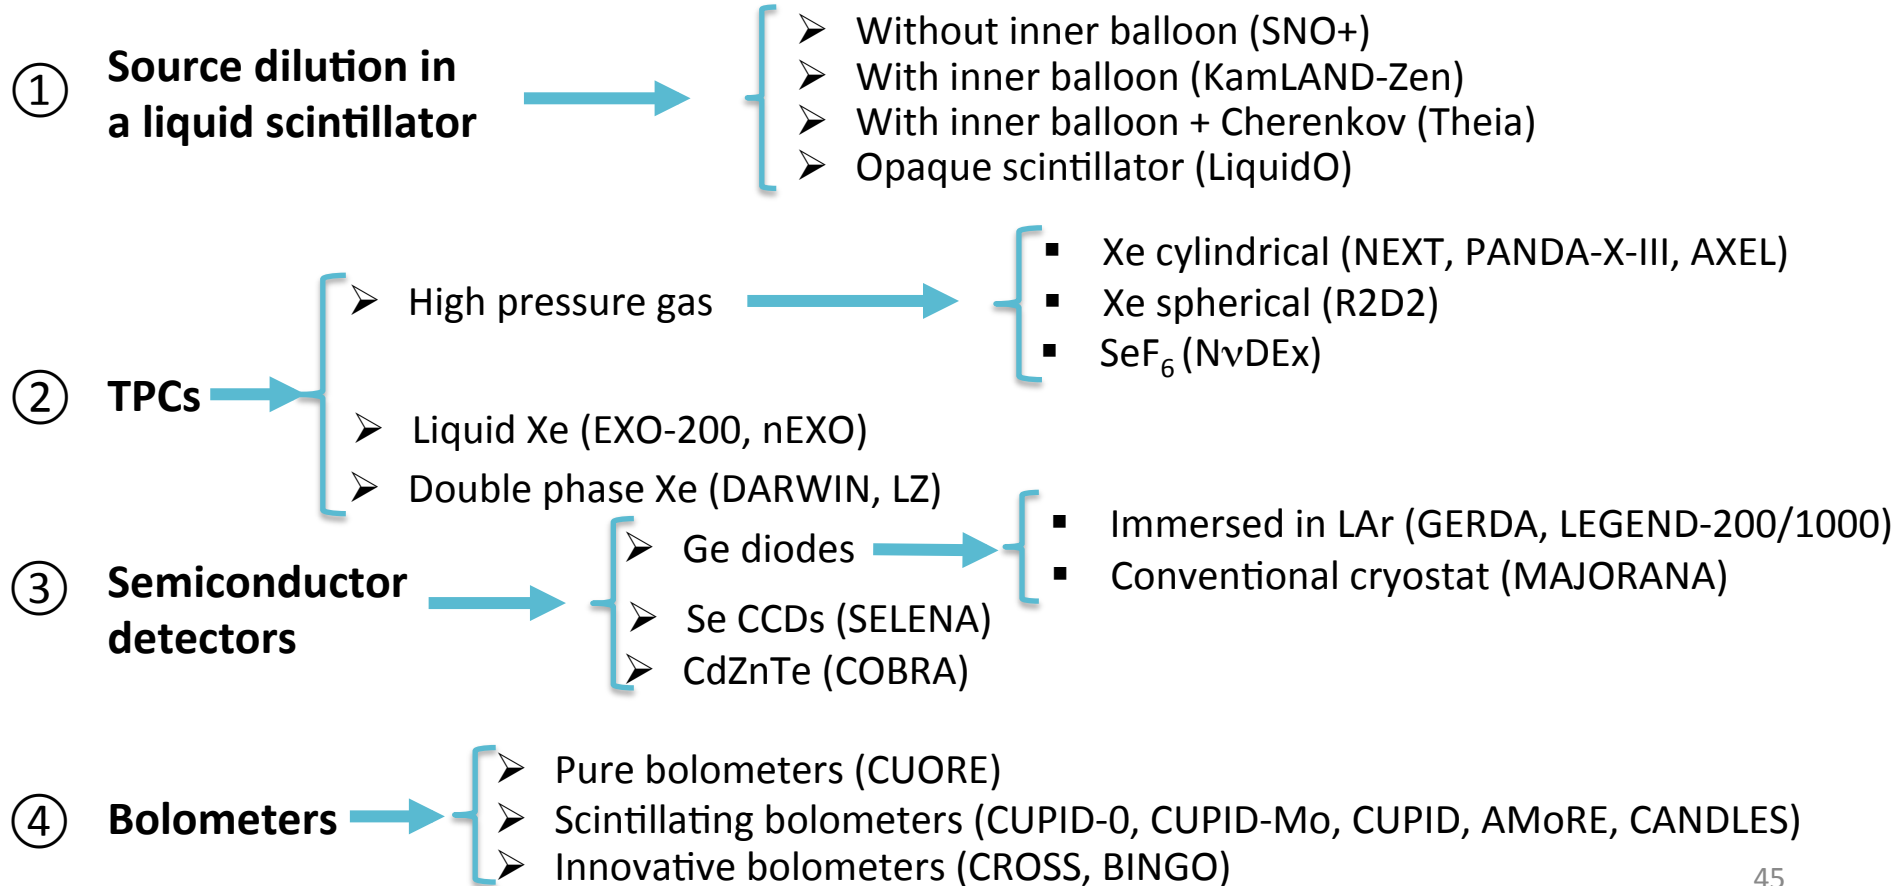 ① Source dilution in
a liquid scintillator
➢ Without inner balloon (SNO+)
➢ With inner balloon (KamLAND-Zen)
➢ With inner balloon + Cherenkov (Theia)
➢ Opaque scintillator (LiquidO)
② TPCs
➢ High pressure gas
▪ Xe cylindrical (NEXT, PANDA-X-III, AXEL)
▪ Xe spherical (R2D2)
▪ SeF₆ (NνDEx)
➢ Liquid Xe (EXO-200, nEXO)
➢ Double phase Xe (DARWIN, LZ)
③ Semiconductor
detectors
➢ Ge diodes
▪ Immersed in LAr (GERDA, LEGEND-200/1000)
▪ Conventional cryostat (MAJORANA)
➢ Se CCDs (SELENA)
➢ CdZnTe (COBRA)
④ Bolometers
➢ Pure bolometers (CUORE)
➢ Scintillating bolometers (CUPID-0, CUPID-Mo, CUPID, AMoRE, CANDLES)
➢ Innovative bolometers (CROSS, BINGO)
45